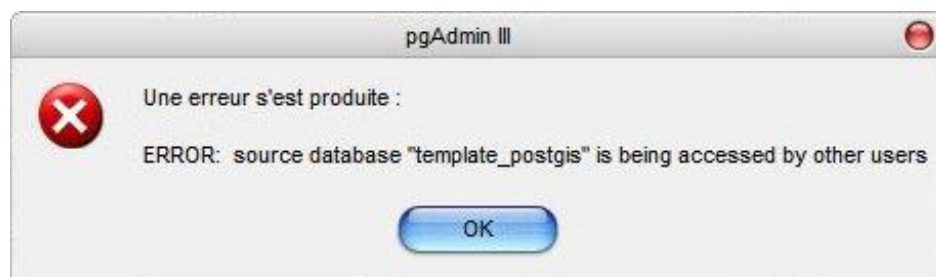 pgAdmin III
Une erreur s'est produite :
ERROR:  source database "template_postgis" is being accessed by other users
OK